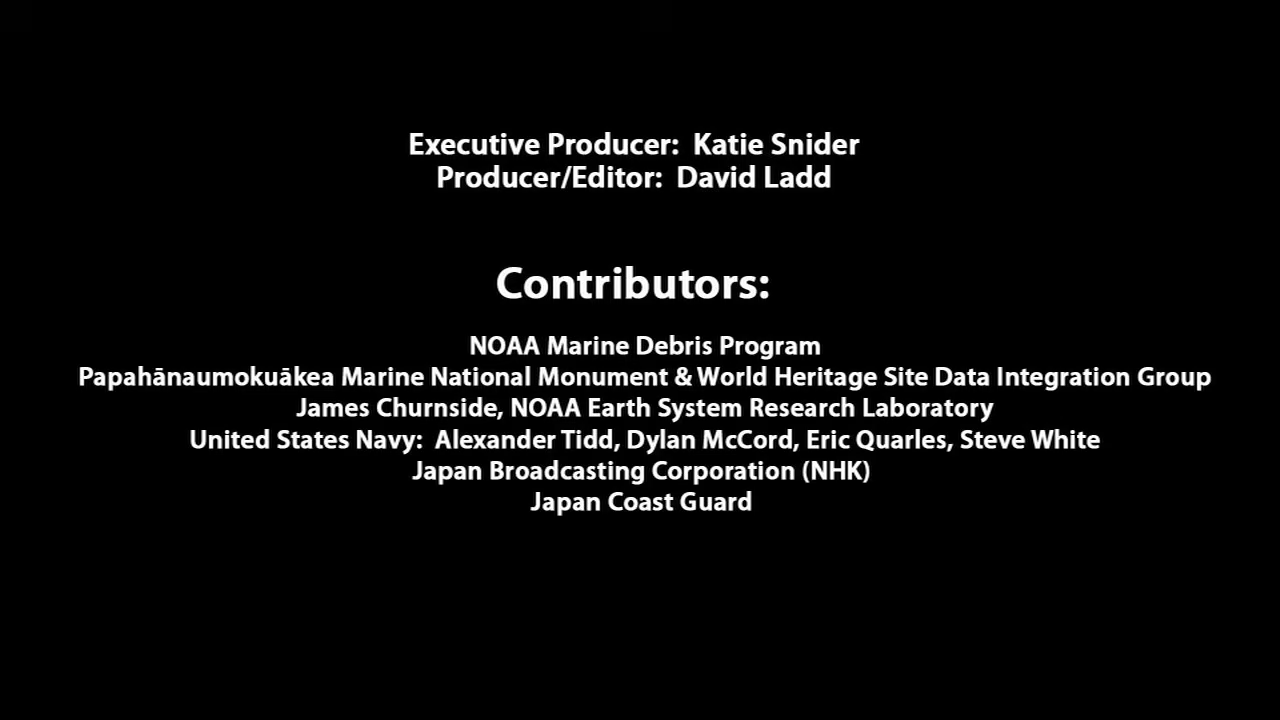 Executive Producer:  Katie Snider
Producer/Editor:  David Ladd
Contributors:
NOAA Marine Debris Program
Papahānaumokuākea Marine National Monument & World Heritage Site Data Integration Group
James Churnside, NOAA Earth System Research Laboratory
United States Navy:  Alexander Tidd, Dylan McCord, Eric Quarles, Steve White
Japan Broadcasting Corporation (NHK)
Japan Coast Guard